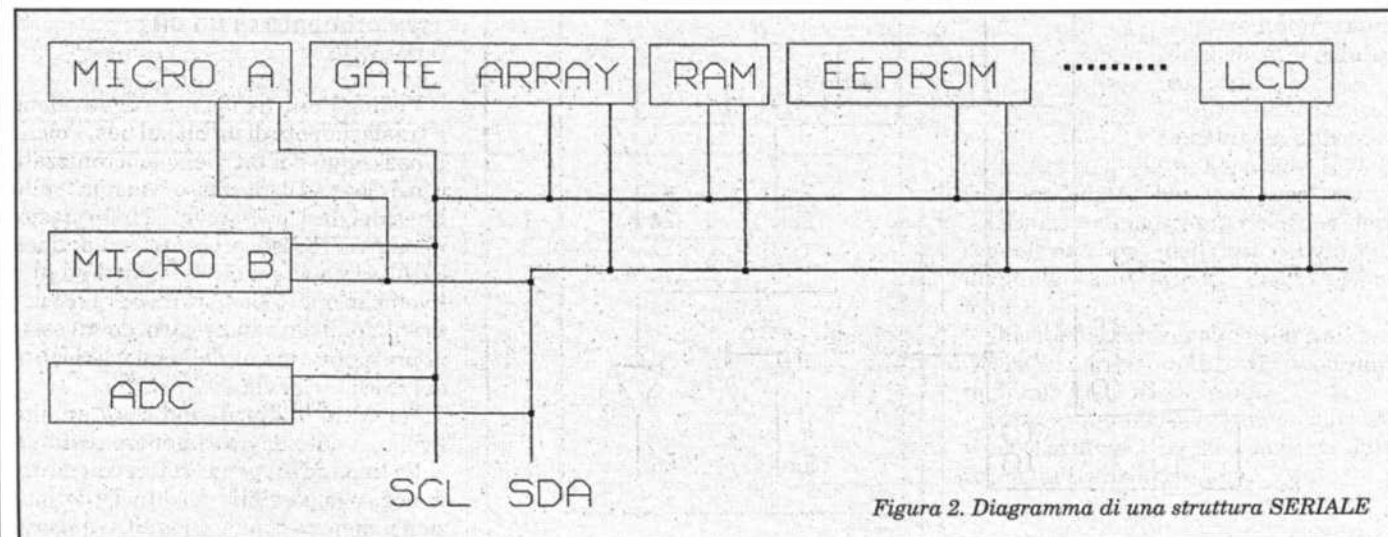 MICRO A GATE ARRAY RAM EEPROM .......... LCD
MICRO B
ADC
SCL SDA
Figura 2. Diagramma di una struttura SERIALE